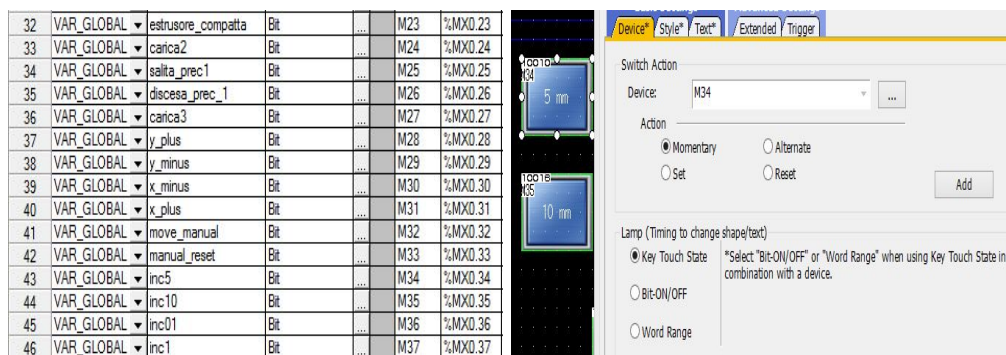 32 VAR_GLOBAL estrusore_compatta Bit ... M23 %MX0.23
33 VAR_GLOBAL carica2 Bit ... M24 %MX0.24
34 VAR_GLOBAL salita_prec1 Bit ... M25 %MX0.25
35 VAR_GLOBAL discesa_prec_1 Bit ... M26 %MX0.26
36 VAR_GLOBAL carica3 Bit ... M27 %MX0.27
37 VAR_GLOBAL y_plus Bit ... M28 %MX0.28
38 VAR_GLOBAL y_minus Bit ... M29 %MX0.29
39 VAR_GLOBAL x_minus Bit ... M30 %MX0.30
40 VAR_GLOBAL x_plus Bit ... M31 %MX0.31
41 VAR_GLOBAL move_manual Bit ... M32 %MX0.32
42 VAR_GLOBAL manual_reset Bit ... M33 %MX0.33
43 VAR_GLOBAL inc5 Bit ... M34 %MX0.34
44 VAR_GLOBAL inc10 Bit ... M35 %MX0.35
45 VAR_GLOBAL inc01 Bit ... M36 %MX0.36
46 VAR_GLOBAL inc1 Bit ... M37 %MX0.37
M34
5 mm
10016
M35
10 mm
Device* Style* Text* Extended Trigger
Switch Action
Device: M34 ...
Action
Momentary Alternate
Set Reset
Add
Lamp (Timing to change shape/text)
Key Touch State *Select "Bit-ON/OFF" or "Word Range" when using Key Touch State in
combination with a device.
Bit-ON/OFF
Word Range